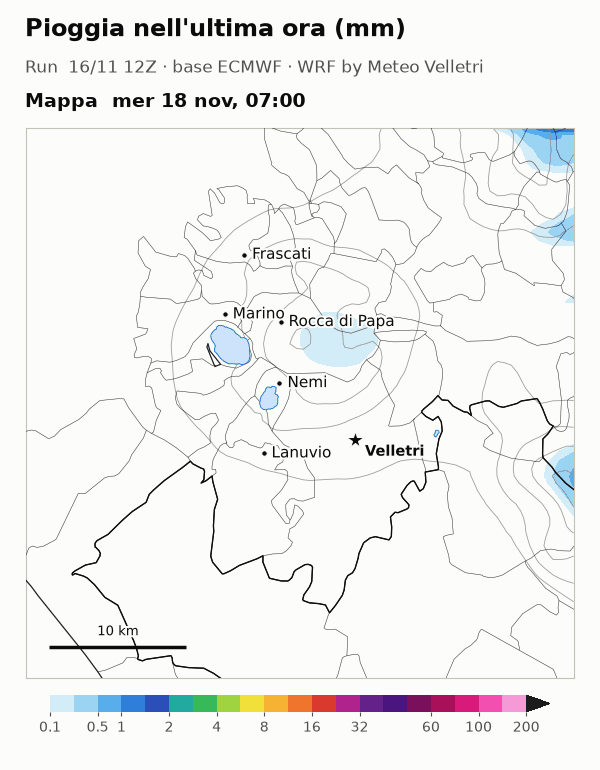 Pioggia nell'ultima ora (mm)
Run  16/11 12Z · base ECMWF · WRF by Meteo Velletri
Mappa  mer 18 nov, 07:00
Frascati
Marino
Rocca di Papa
Nemi
Velletri
Lanuvio
10 km
0.1 0.5 1 2 4 8 16 32 60 100 200